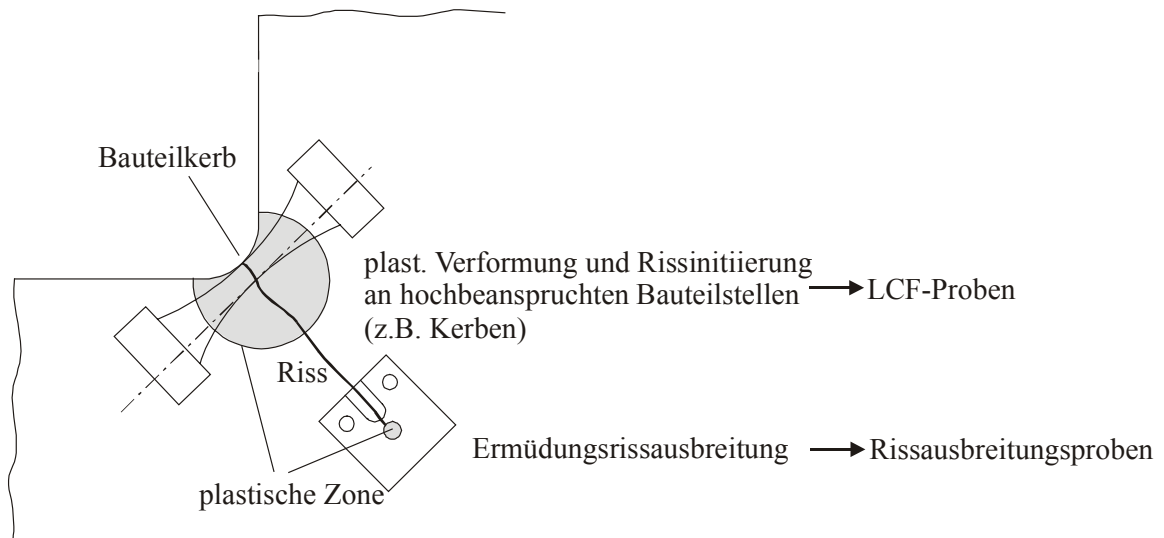 Bauteilkerb
plast. Verformung und Rissinitiierung
an hochbeanspruchten Bauteilstellen
(z.B. Kerben)
LCF-Proben
Riss
Ermüdungsrissausbreitung
Rissausbreitungsproben
plastische Zone